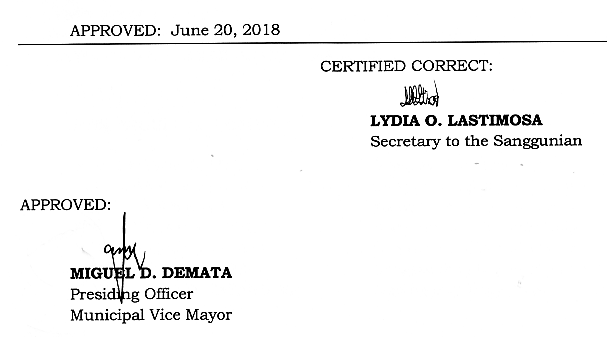 APPROVED: June 20, 2018
CERTIFIED CORRECT:
LYDIA O. LASTIMOSA
Secretary to the Sanggunian
APPROVED:
MIGUEL D. DEMATA
Presiding Officer
Municipal Vice Mayor